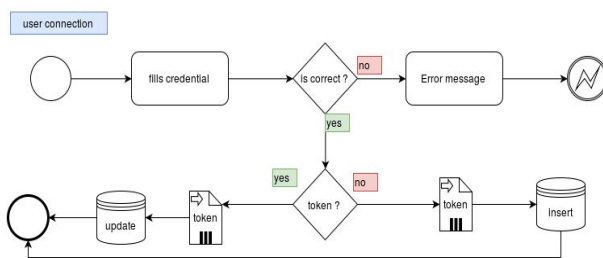 user connection
fills credential
is correct ?
no
Error message
yes
yes
no
token ?
update
token
token
insert